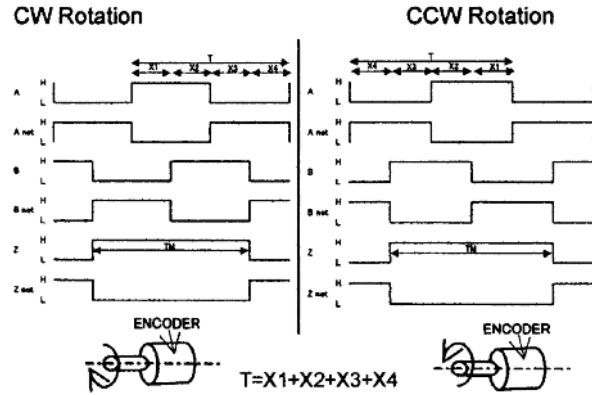 CW Rotation
T
X1 X2 X3 X4
A H L
A not H L
B H L
B not H L
Z H L
TM
Z not H L
ENCODER
CCW Rotation
T
X4 X3 X2 X1
A H L
A not H L
B H L
B not H L
Z H L
TM
Z not H L
ENCODER
T=X1+X2+X3+X4